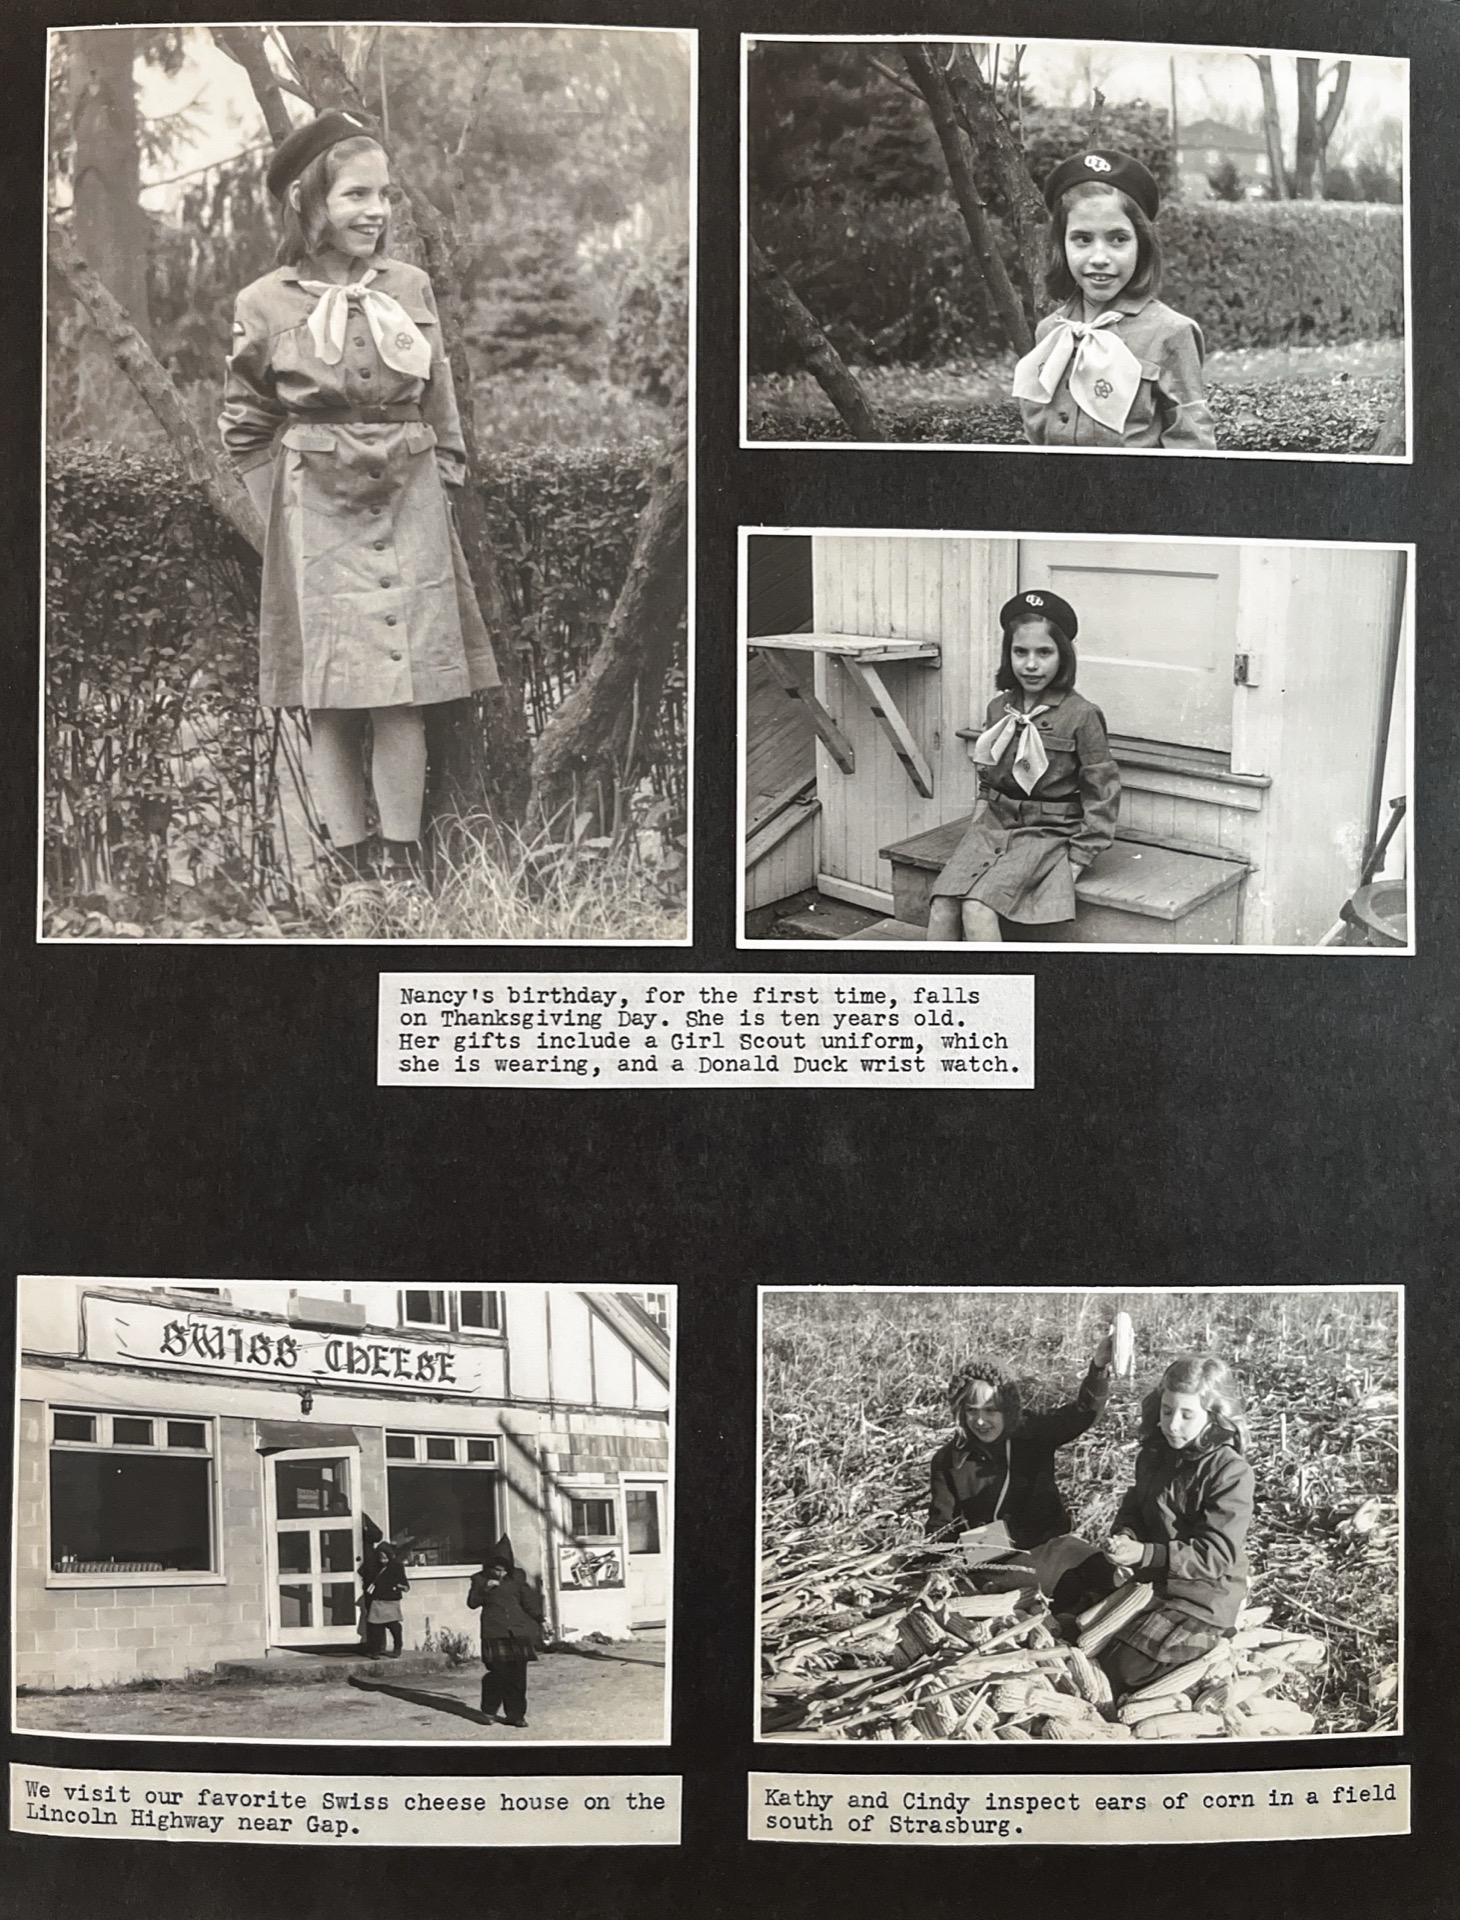 Nancy's birthday, for the first time, falls
on Thanksgiving Day. She is ten years old.
Her gifts include a Girl Scout uniform, which
she is wearing, and a Donald Duck wrist watch.
SWISS CHEESE
We visit our favorite Swiss cheese house on the
Lincoln Highway near Gap.
Kathy and Cindy inspect ears of corn in a field
south of Strasburg.